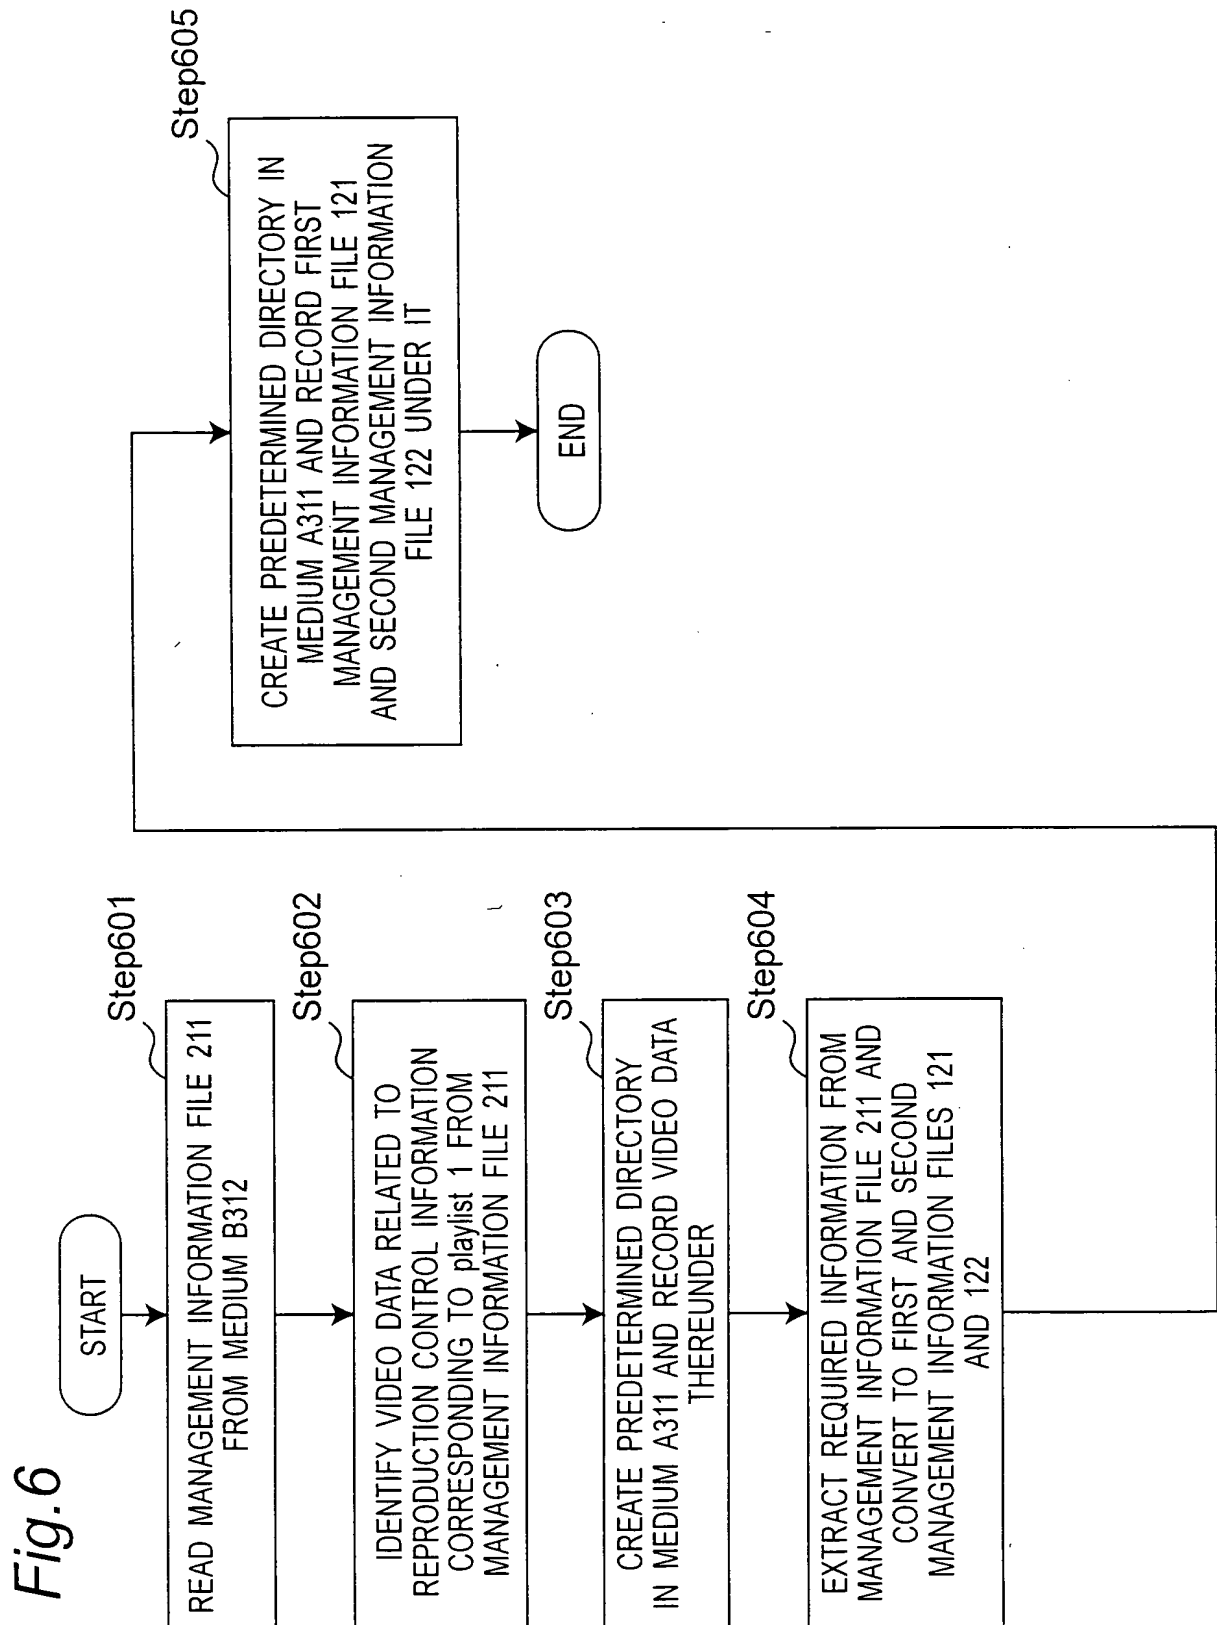 Fig.6
START
Step601
READ MANAGEMENT INFORMATION FILE 211
FROM MEDIUM B312
Step602
IDENTIFY VIDEO DATA RELATED TO
REPRODUCTION CONTROL INFORMATION
CORRESPONDING TO playlist 1 FROM
MANAGEMENT INFORMATION FILE 211
Step603
CREATE PREDETERMINED DIRECTORY
IN MEDIUM A311 AND RECORD VIDEO DATA
THEREUNDER
Step604
EXTRACT REQUIRED INFORMATION FROM
MANAGEMENT INFORMATION FILE 211 AND
CONVERT TO FIRST AND SECOND
MANAGEMENT INFORMATION FILES 121
AND 122
Step605
CREATE PREDETERMINED DIRECTORY IN
MEDIUM A311 AND RECORD FIRST
MANAGEMENT INFORMATION FILE 121
AND SECOND MANAGEMENT INFORMATION
FILE 122 UNDER IT
END